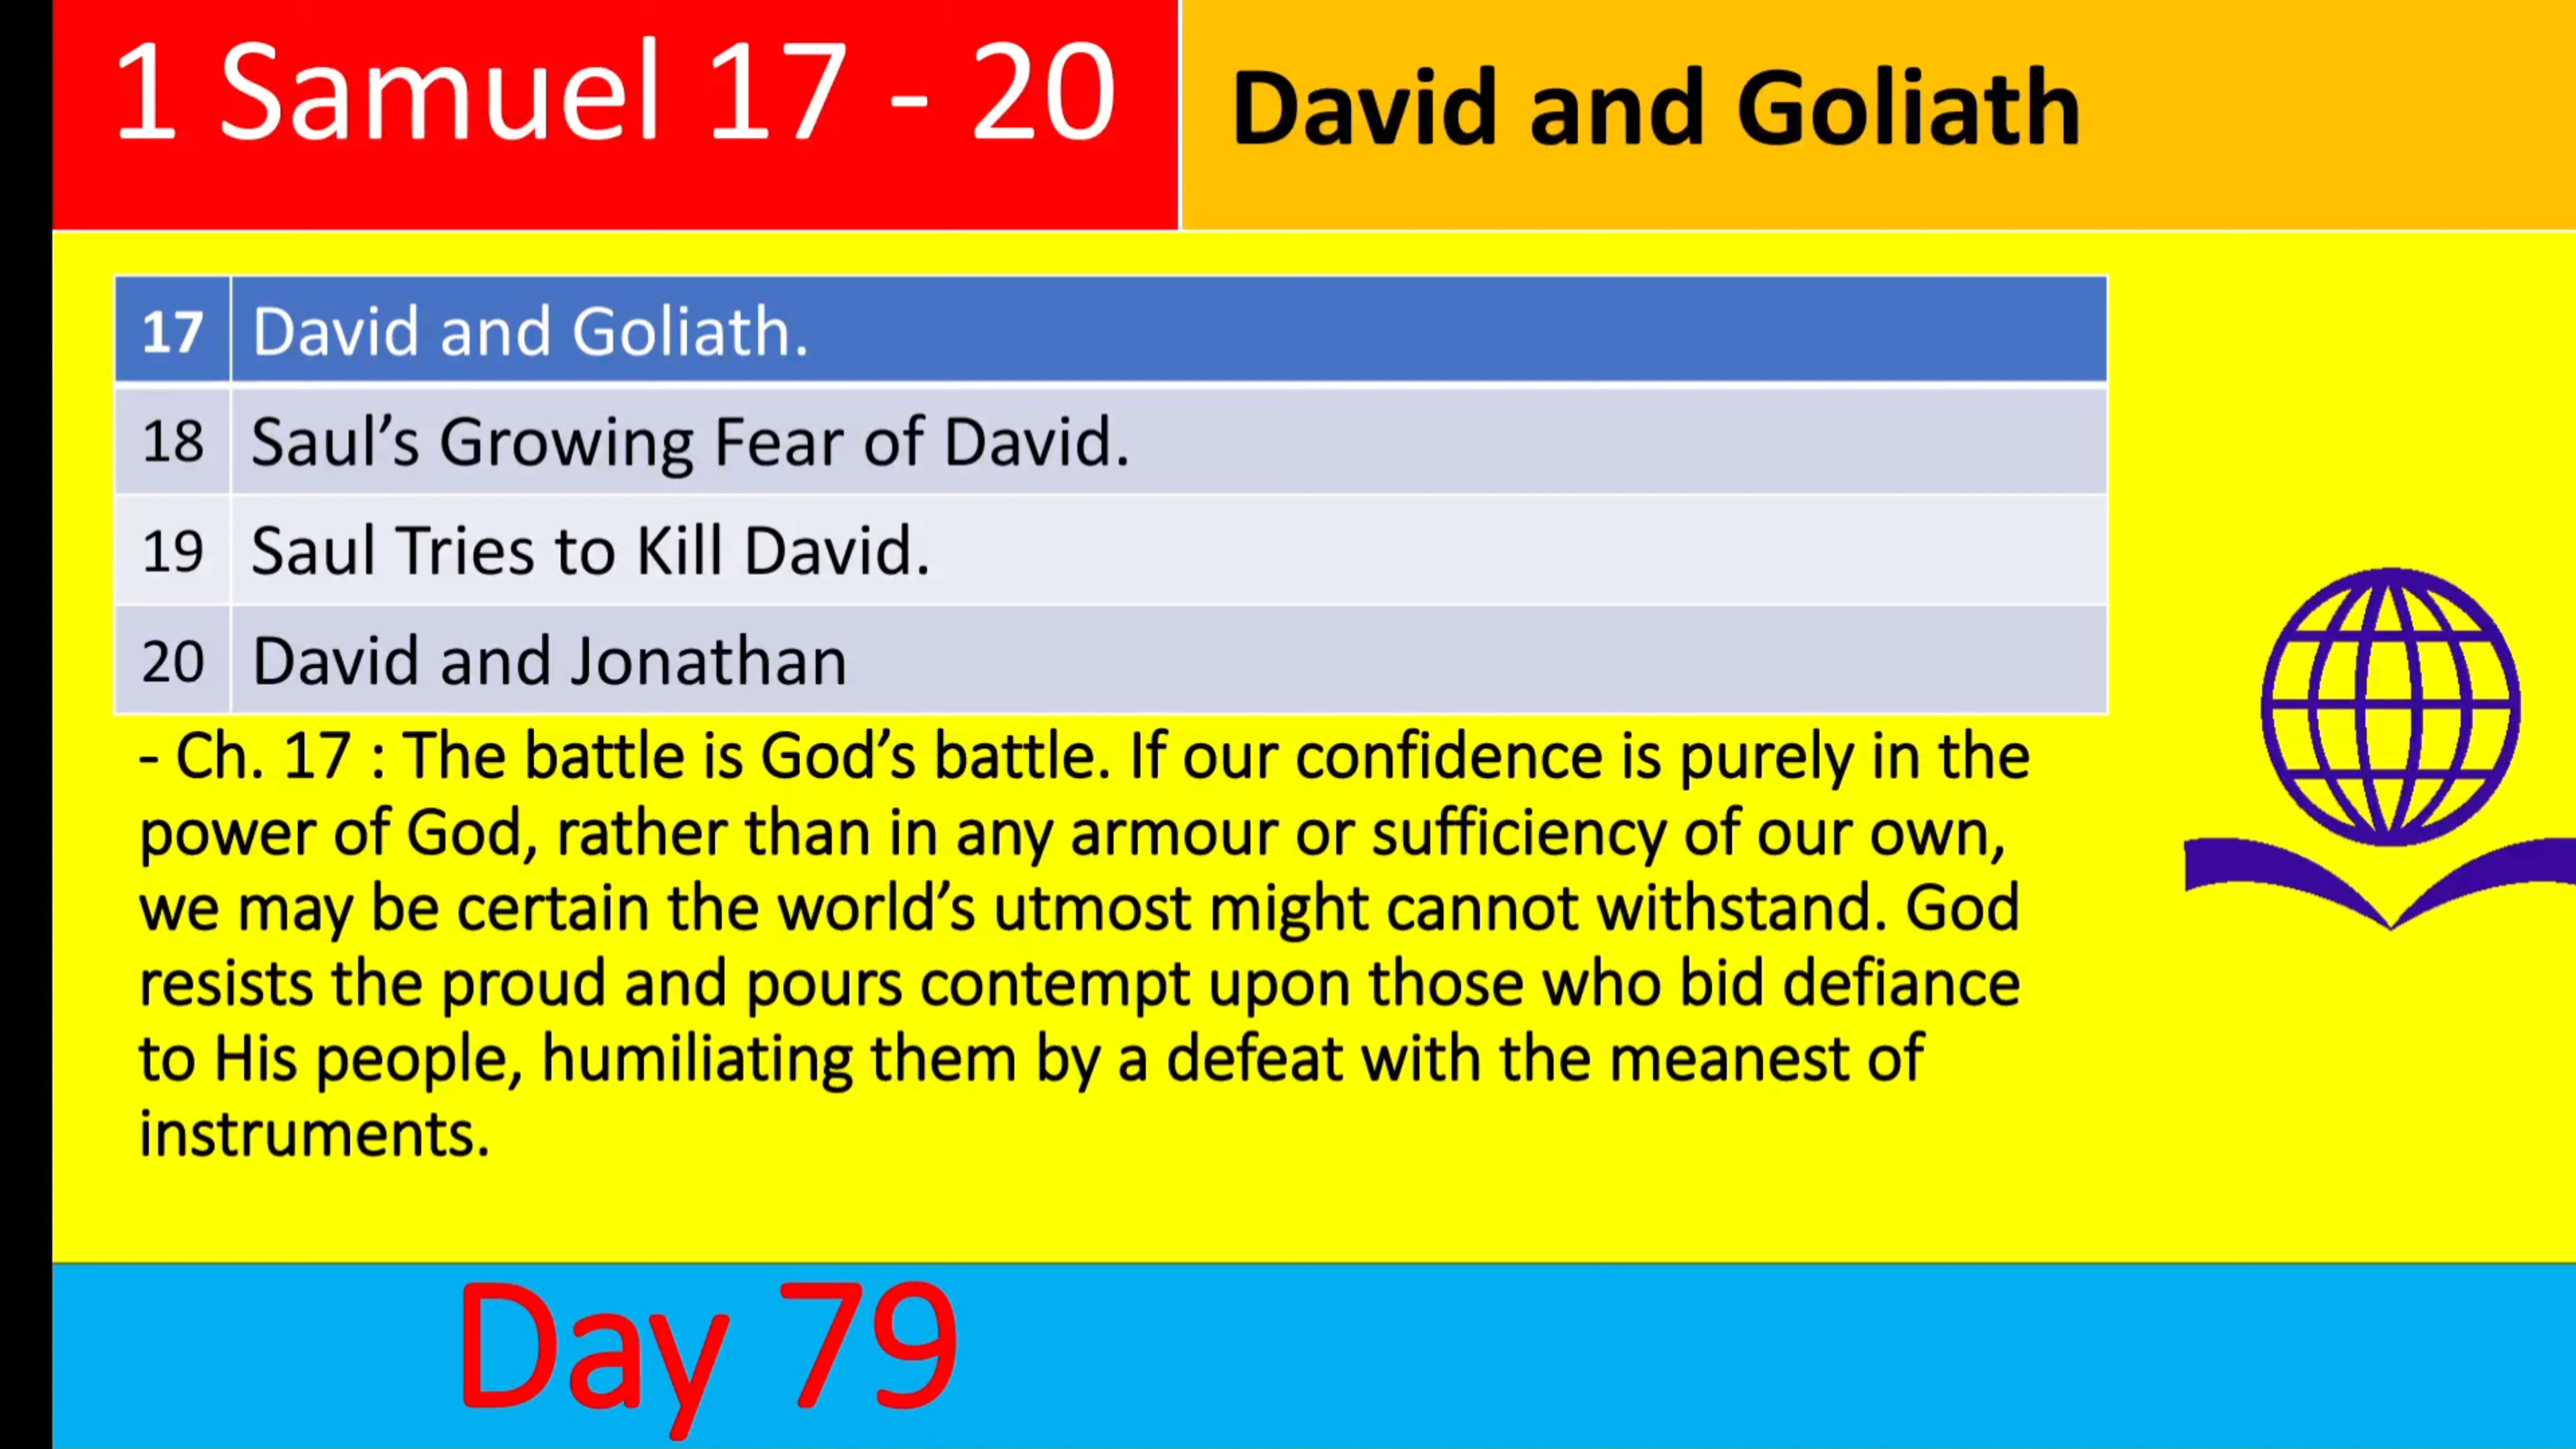 1 Samuel 17 - 20
David and Goliath
17 David and Goliath.
18 Saul’s Growing Fear of David.
19 Saul Tries to Kill David.
20 David and Jonathan
- Ch. 17 : The battle is God’s battle. If our confidence is purely in the
power of God, rather than in any armour or sufficiency of our own,
we may be certain the world’s utmost might cannot withstand. God
resists the proud and pours contempt upon those who bid defiance
to His people, humiliating them by a defeat with the meanest of
instruments.
Day 79